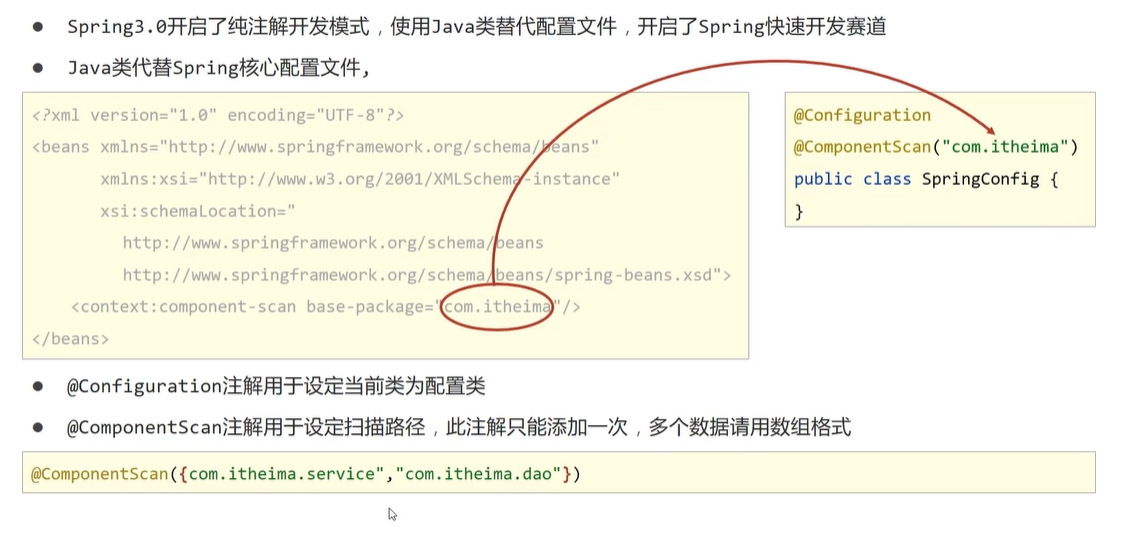 ● Spring3.0开启了纯注解开发模式，使用Java类替代配置文件，开启了Spring快速开发赛道
● Java类代替Spring核心配置文件,
<?xml version="1.0" encoding="UTF-8"?>
<beans xmlns="http://www.springframework.org/schema/beans"
xmlns:xsi="http://www.w3.org/2001/XMLSchema-instance"
xsi:schemaLocation="
http://www.springframework.org/schema/beans
http://www.springframework.org/schema/beans/spring-beans.xsd">
<context:component-scan base-package="com.itheima"/>
</beans>
@Configuration
@ComponentScan("com.itheima")
public class SpringConfig {
}
● @Configuration注解用于设定当前类为配置类
● @ComponentScan注解用于设定扫描路径，此注解只能添加一次，多个数据请用数组格式
@ComponentScan({com.itheima.service","com.itheima.dao"})